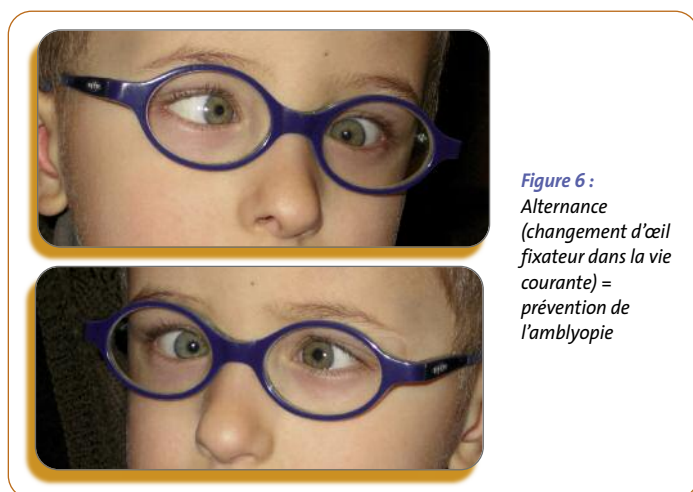 Figure 6 :
Alternance
(changement d’œil
fixateur dans la vie
courante) =
prévention de
l’amblyopie